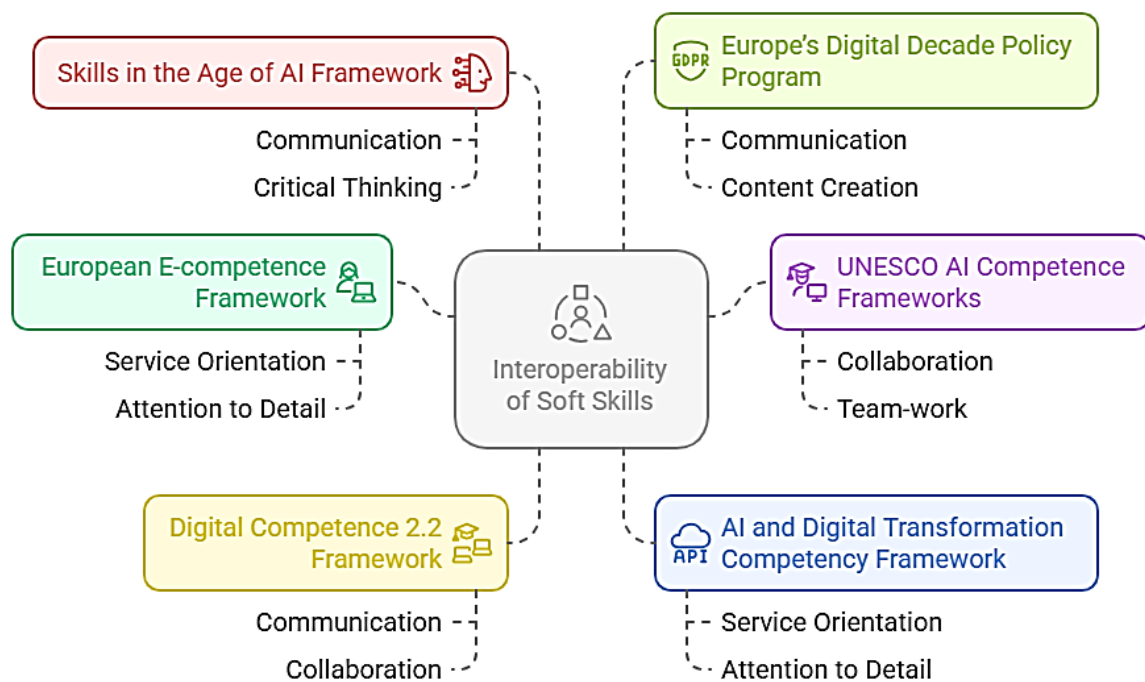 Skills in the Age of AI Framework
Communication
Critical Thinking
GDPR
Europe’s Digital Decade Policy
Program
Communication
Content Creation
European E-competence
Framework
Service Orientation
Attention to Detail
Interoperability
of Soft Skills
UNESCO AI Competence
Frameworks
Collaboration
Team-work
Digital Competence 2.2
Framework
Communication
Collaboration
API
AI and Digital Transformation
Competency Framework
Service Orientation
Attention to Detail